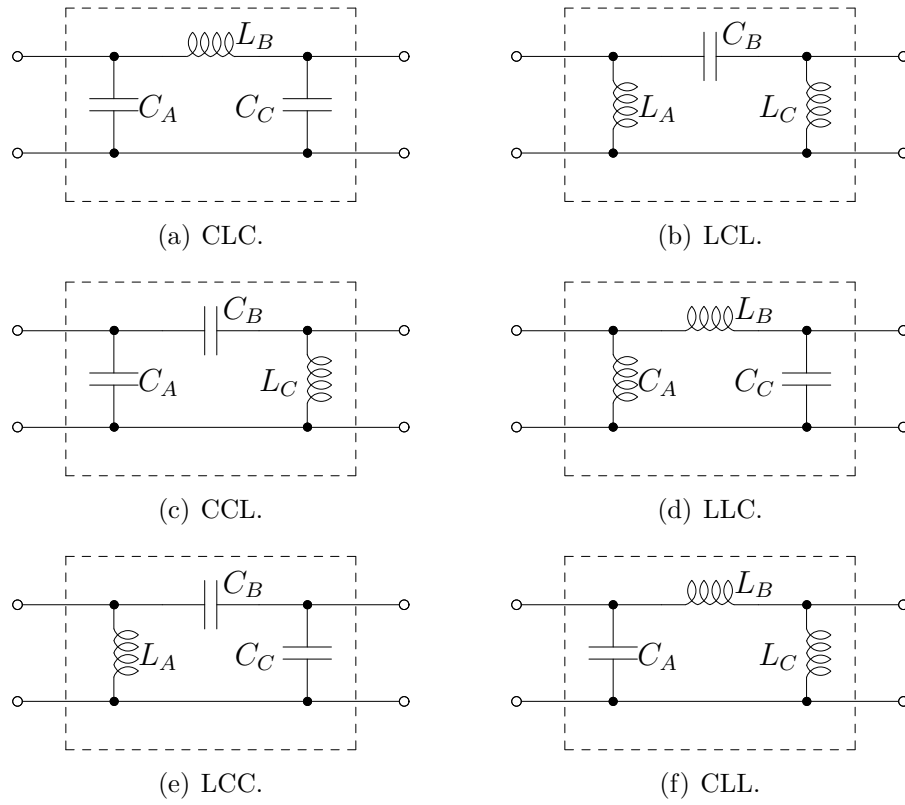 L_B
C_A
C_C
(a) CLC.
C_B
L_A
L_C
(b) LCL.
C_B
C_A
L_C
(c) CCL.
L_B
C_A
C_C
(d) LLC.
C_B
L_A
C_C
(e) LCC.
L_B
C_A
L_C
(f) CLL.